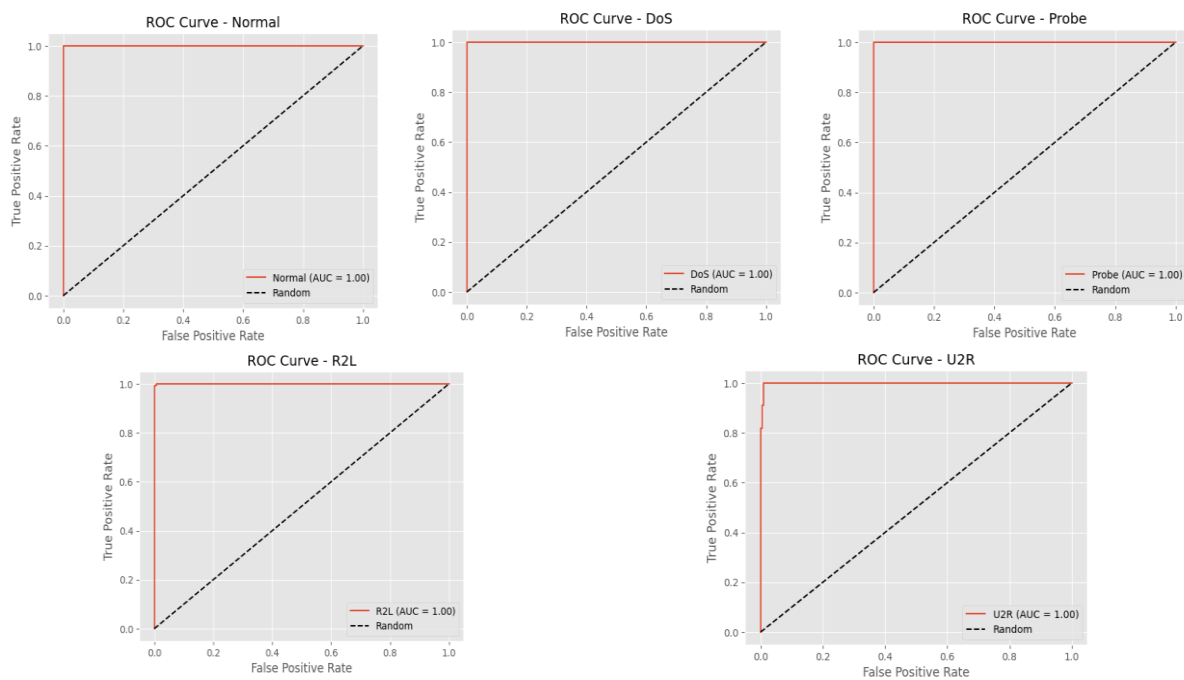 ROC Curve - Normal
1.0
0.8
0.6
0.4
0.2
0.0
True Positive Rate
Normal (AUC = 1.00)
Random
0.0 0.2 0.4 0.6 0.8 1.0
False Positive Rate
ROC Curve - DoS
1.0
0.8
0.6
0.4
0.2
0.0
True Positive Rate
DoS (AUC = 1.00)
Random
0.0 0.2 0.4 0.6 0.8 1.0
False Positive Rate
ROC Curve - Probe
1.0
0.8
0.6
0.4
0.2
0.0
True Positive Rate
Probe (AUC = 1.00)
Random
0.0 0.2 0.4 0.6 0.8 1.0
False Positive Rate
ROC Curve - R2L
1.0
0.8
0.6
0.4
0.2
0.0
True Positive Rate
R2L (AUC = 1.00)
Random
0.0 0.2 0.4 0.6 0.8 1.0
False Positive Rate
ROC Curve - U2R
1.0
0.8
0.6
0.4
0.2
0.0
True Positive Rate
U2R (AUC = 1.00)
Random
0.0 0.2 0.4 0.6 0.8 1.0
False Positive Rate